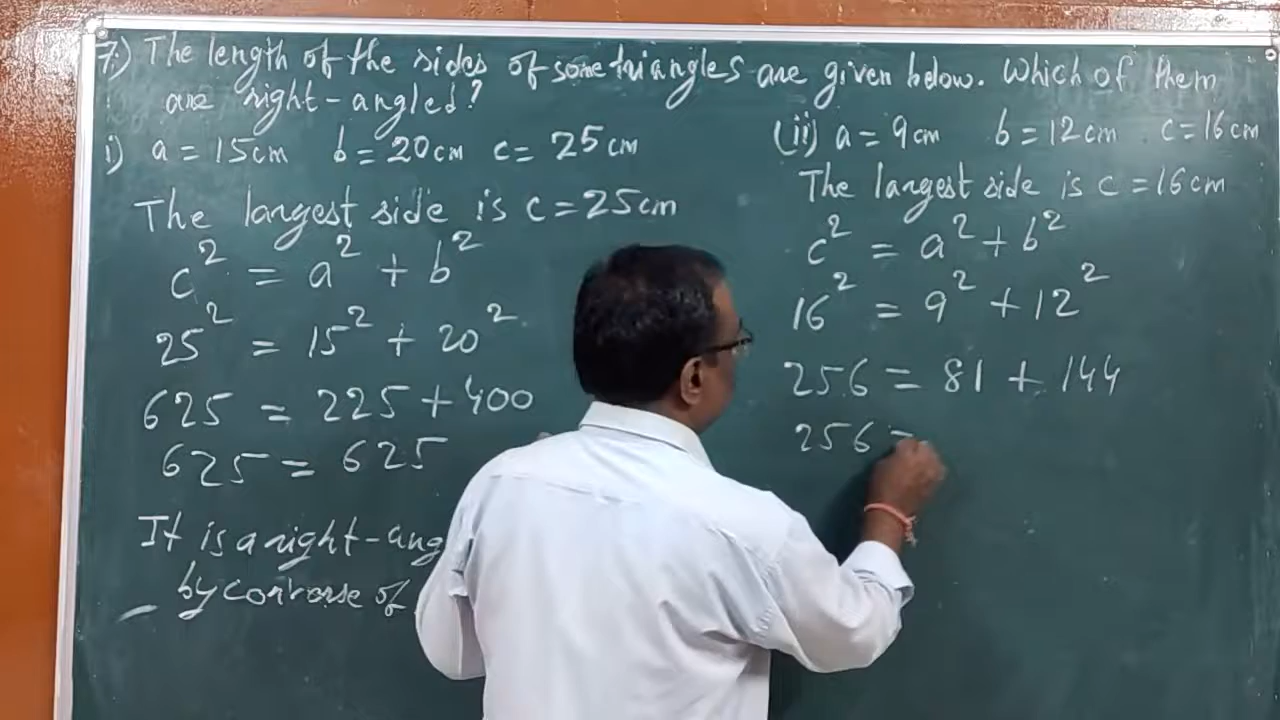 7.) The length of the sides of some triangles are given below. Which of them
are right-angled?
i) a = 15cm b = 20cm c = 25cm
The largest side is c = 25cm
c² = a² + b²
25² = 15² + 20²
625 = 225 + 400
625 = 625
It is a right-ang
by converse of
(ii) a = 9cm b = 12cm c = 16cm
The largest side is c = 16cm
c² = a² + b²
16² = 9² + 12²
256 = 81 + 144
256 =